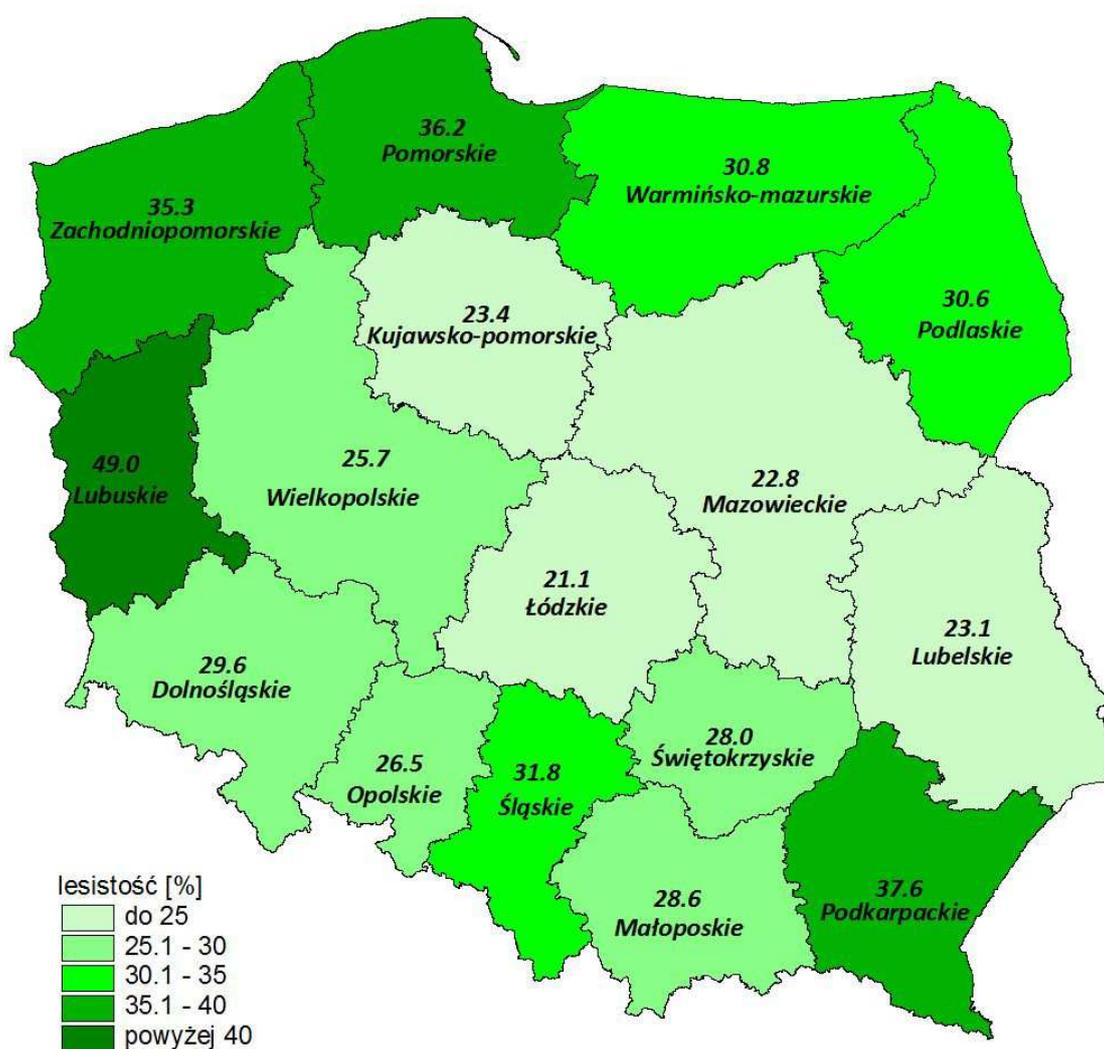 36.2
Pomorskie
30.8
Warmińsko-mazurskie
35.3
Zachodniopomorskie
30.6
Podlaskie
23.4
Kujawsko-pomorskie
49.0
Lubuskie
25.7
Wielkopolskie
22.8
Mazowieckie
21.1
Łódzkie
23.1
Lubelskie
29.6
Dolnośląskie
28.0
Świętokrzyskie
26.5
Opolskie
31.8
Śląskie
28.6
Małoposkie
37.6
Podkarpackie
lesistość [%]
do 25
25.1 - 30
30.1 - 35
35.1 - 40
powyżej 40